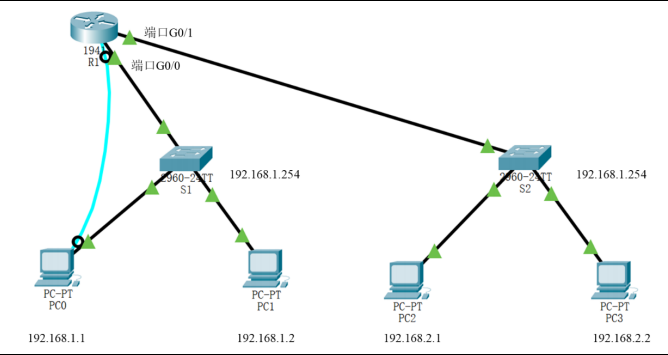 端口G0/1
194
R1
端口G0/0
2960-24TT
S1
192.168.1.254
2960-24TT
S2
192.168.1.254
PC-PT
PC0
PC-PT
PC1
PC-PT
PC2
PC-PT
PC3
192.168.1.1
192.168.1.2
192.168.2.1
192.168.2.2